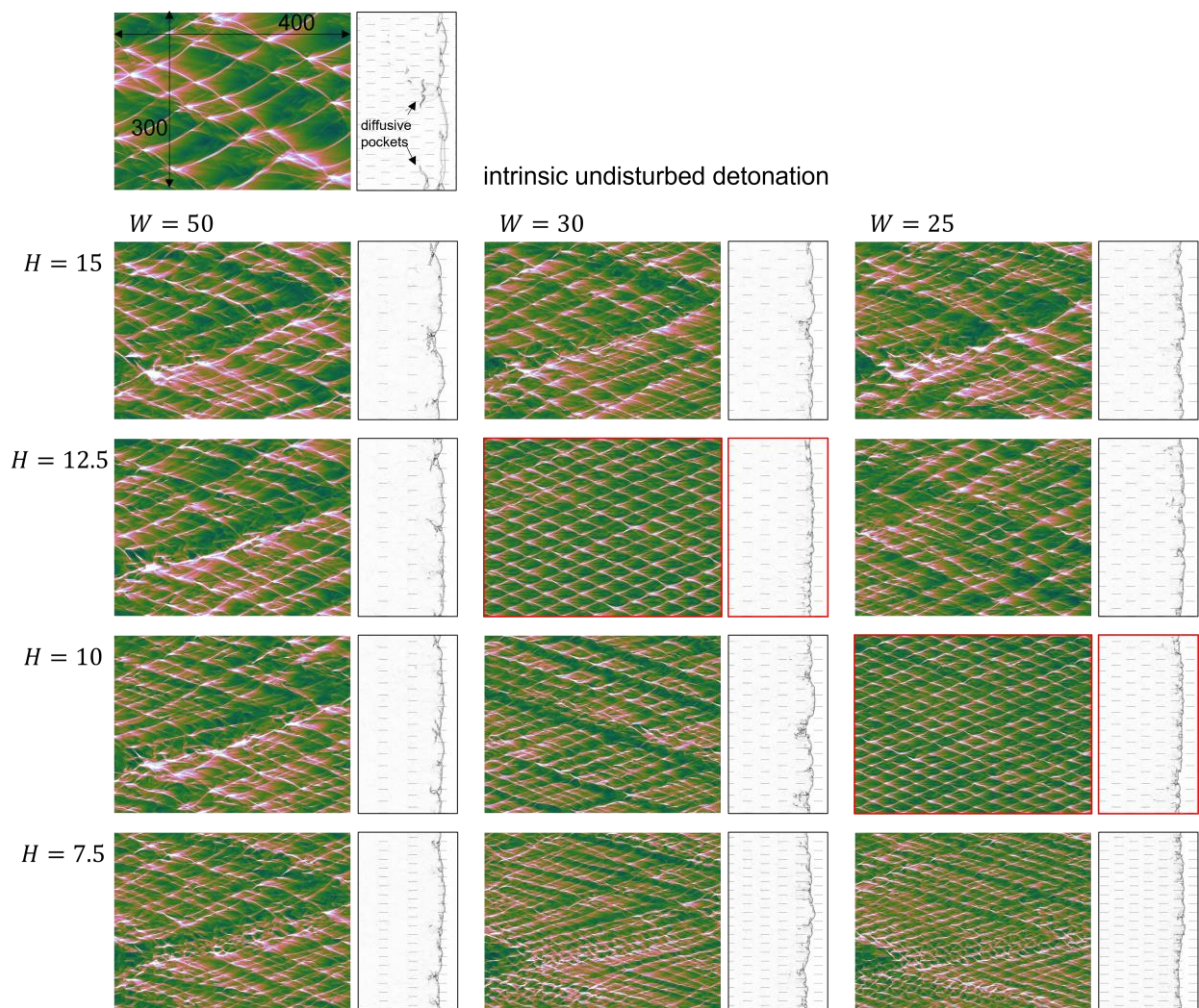 400
300
diffusive
pockets
intrinsic undisturbed detonation
W = 50
W = 30
W = 25
H = 15
H = 12.5
H = 10
H = 7.5